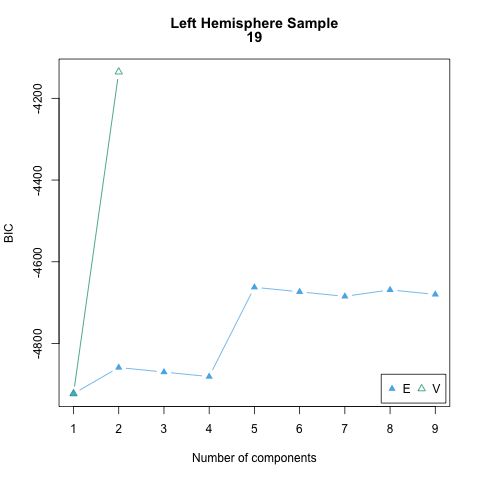 Left Hemisphere Sample
19
BIC
-4200
-4400
-4600
-4800
E V
1 2 3 4 5 6 7 8 9
Number of components